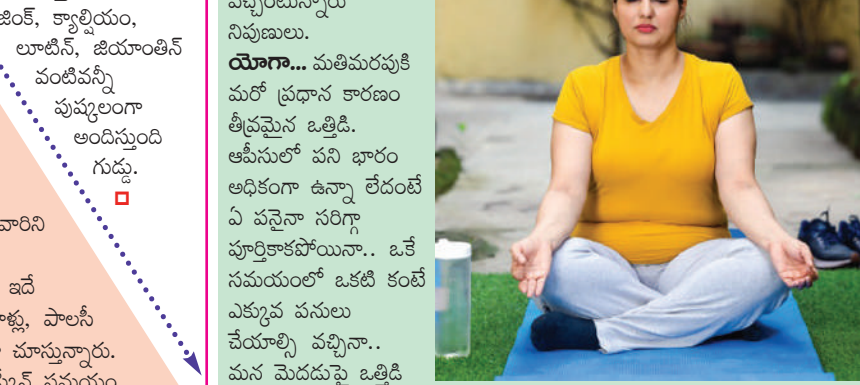 జింక్, క్యాల్షియం,
లూటిన్, జియాంతిన్
వంటివన్నీ
పుష్కలంగా
అందిస్తుంది
గుడ్డు.
వారిని
ఇదే
పాలసీ
చూస్తున్నారు.
సమయం
నిపుణులు.
యోగా... మతిమరపుకి
మరో ప్రధాన కారణం
తీవ్రమైన ఒత్తిడి.
ఆఫీసులో పని భారం
అధికంగా ఉన్నా లేదంటే
ఏ పనైనా సరిగ్గా
పూర్తికాకపోయినా.. ఒకే
సమయంలో ఒకటి కంటే
ఎక్కువ పనులు
చేయాల్సి వచ్చినా..
మన మెదడుపై ఒత్తిడి